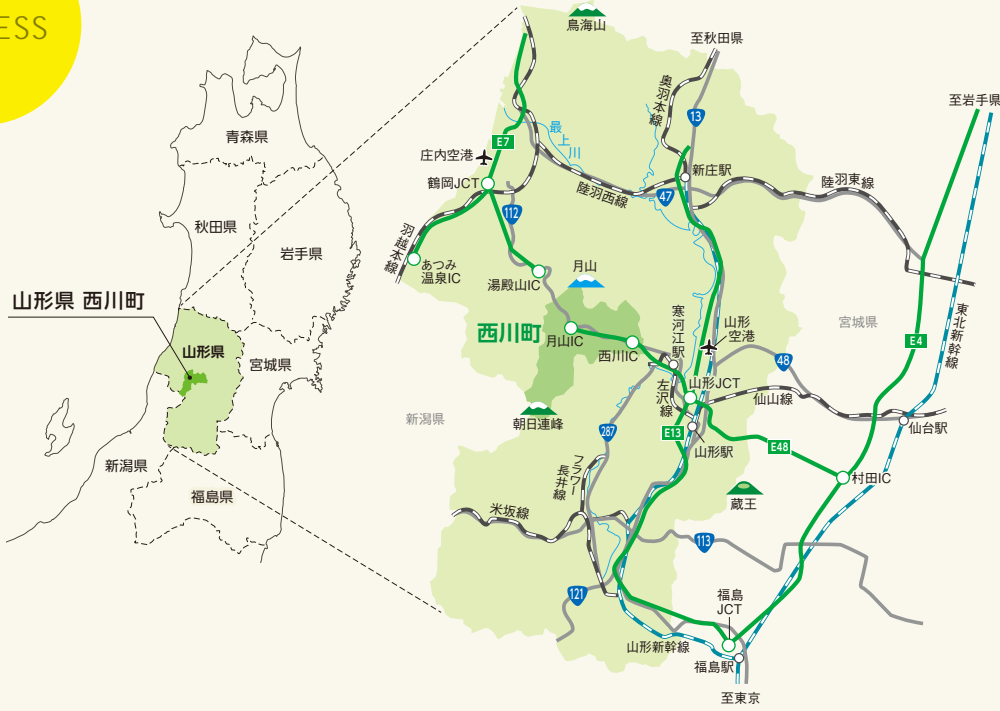 ESS
青森県
秋田県
岩手県
山形県 西川町
山形県
宮城県
新潟県
福島県
鳥海山
至秋田県
至岩手県
奥羽本線
13
最上川
E7
庄内空港
鶴岡JCT
新庄駅
陸羽西線
47
陸羽東線
112
羽越本線
あつみ
温泉IC
湯殿山IC
月山
西川町
月山IC
西川IC
寒河江駅
山形
空港
宮城県
E4
東北新幹線
48
左沢線
山形JCT
仙山線
新潟県
朝日連峰
287
E13
山形駅
E48
仙台駅
フラワー
長井線
蔵王
村田IC
米坂線
113
121
福島
JCT
山形新幹線
福島駅
至東京